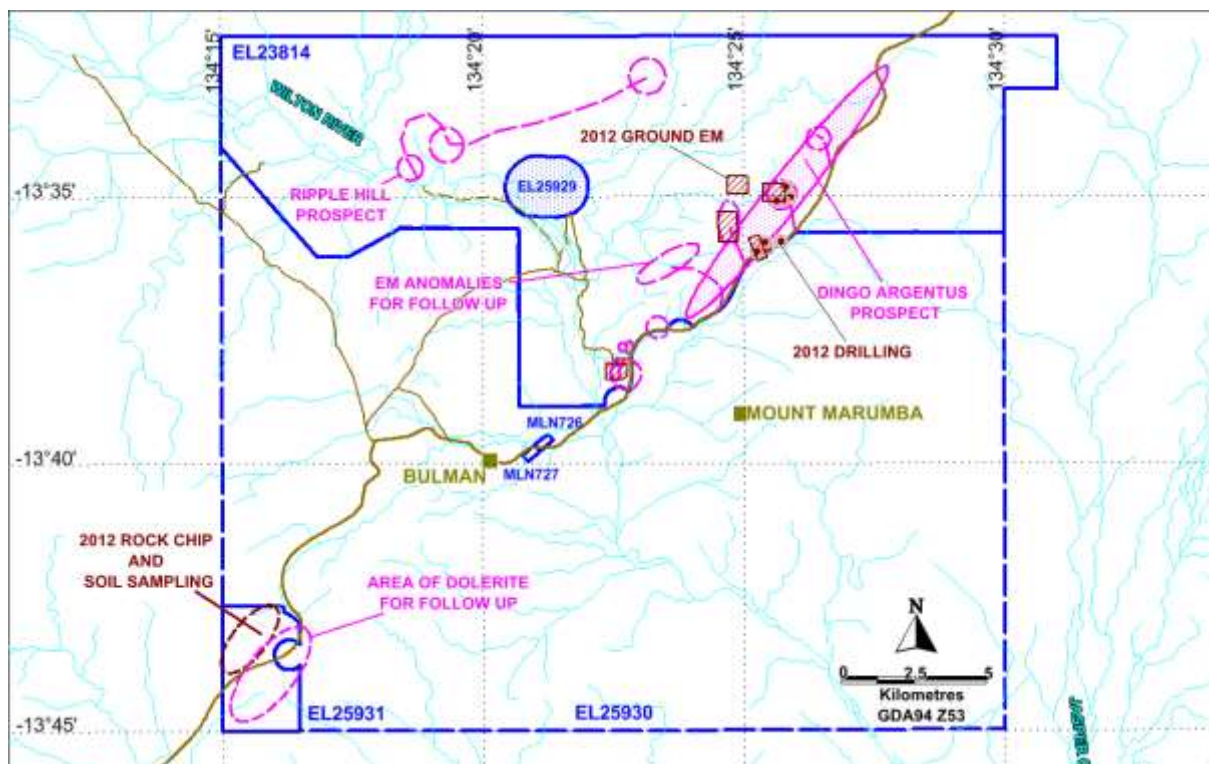 134°15'
134°20'
134°25'
134°30'
EL23814
WILTON RIVER
2012 GROUND EM
-13°35'
EL25929
RIPPLE HILL
PROSPECT
EM ANOMALIES
FOR FOLLOW UP
DINGO ARGENTUS
PROSPECT
2012 DRILLING
MOUNT MARUMBA
MLN726
-13°40'
BULMAN
MLN727
2012 ROCK CHIP
AND
SOIL SAMPLING
AREA OF DOLERITE
FOR FOLLOW UP
N
0 2.5 5
Kilometres
GDA94 Z53
EL25931
EL25930
-13°45'